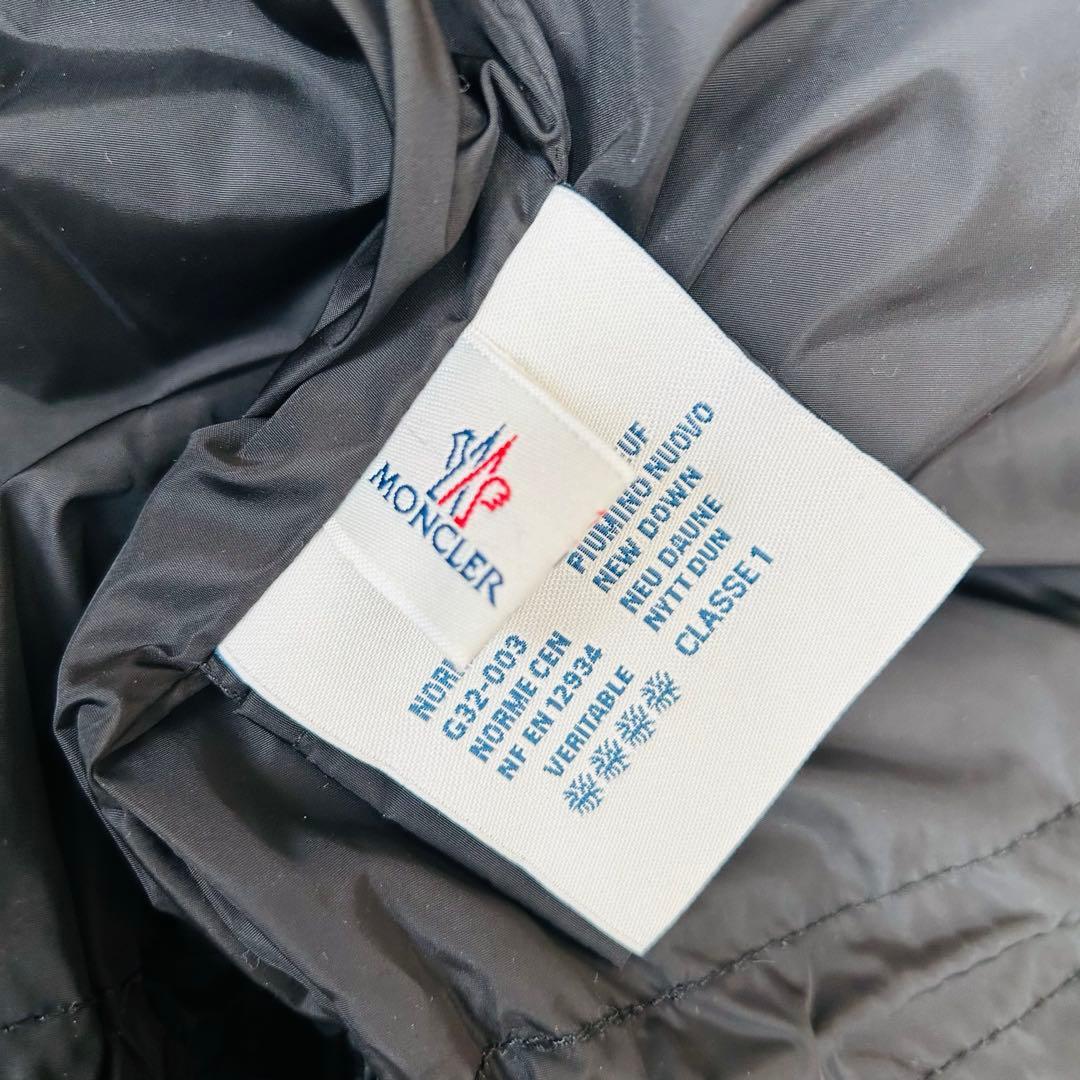 MONCLER
UF
PIUMINO NUOVO
NEW DOWN
NEU DAUNE
NYTT DUN
CLASSE 1
G32-003
NORME CEN
NF EN 12934
VERITABLE